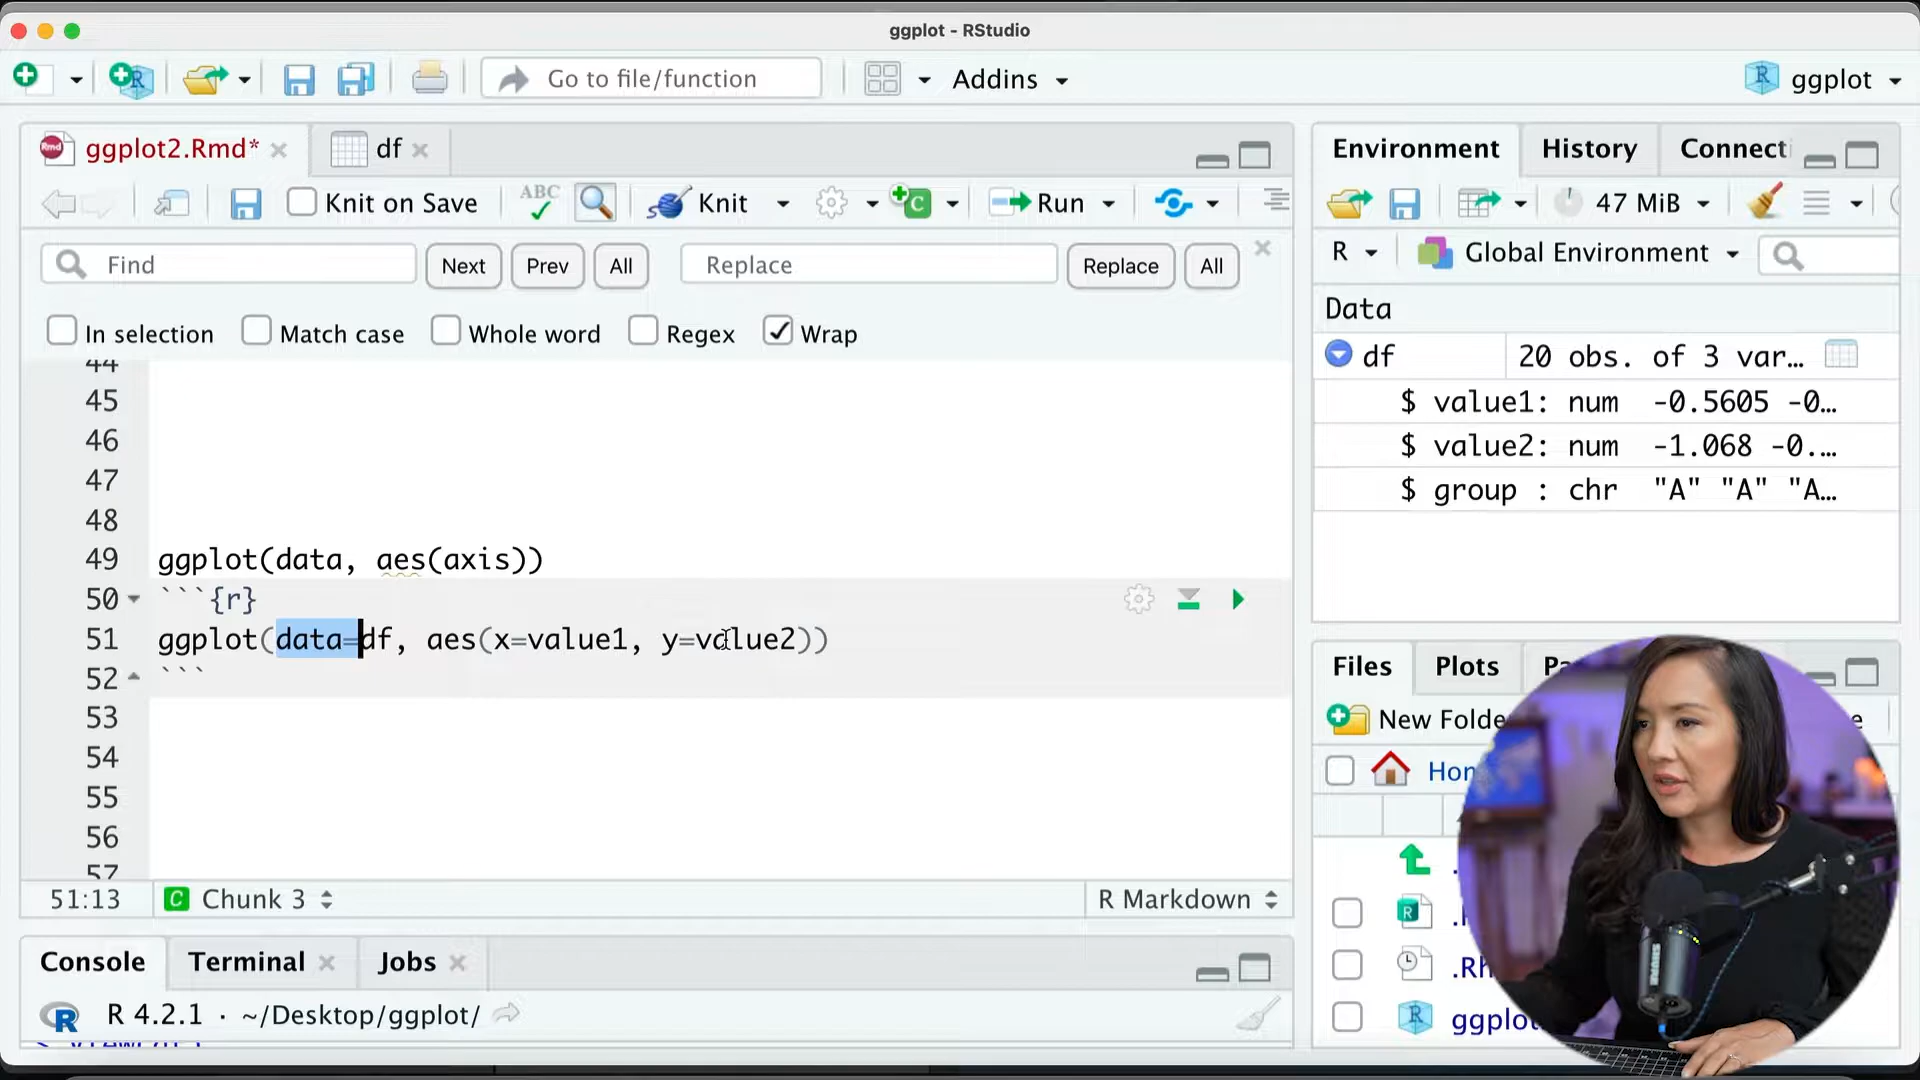 ggplot - RStudio
Go to file/function
Addins
R ggplot
Rmd ggplot2.Rmd*
df
Environment
History
Knit on Save
ABC
Knit
C
Run
47 MiB
Find
Next
Prev
All
Replace
Replace
All
R
Global Environment
In selection
Match case
Whole word
Regex
Wrap
Data
df 20 obs. of 3 var…
$ value1: num -0.5605 -0…
$ value2: num -1.068 -0.…
$ group : chr "A" "A" "A…
44
45
46
47
48
49 ggplot(data, aes(axis))
50 ```{r}
51 ggplot(data=df, aes(x=value1, y=value2))
52 ```
53
54
55
56
57
51:13
C Chunk 3
R Markdown
Files
Plots
Console
Terminal
Jobs
R R 4.2.1 · ~/Desktop/ggplot/